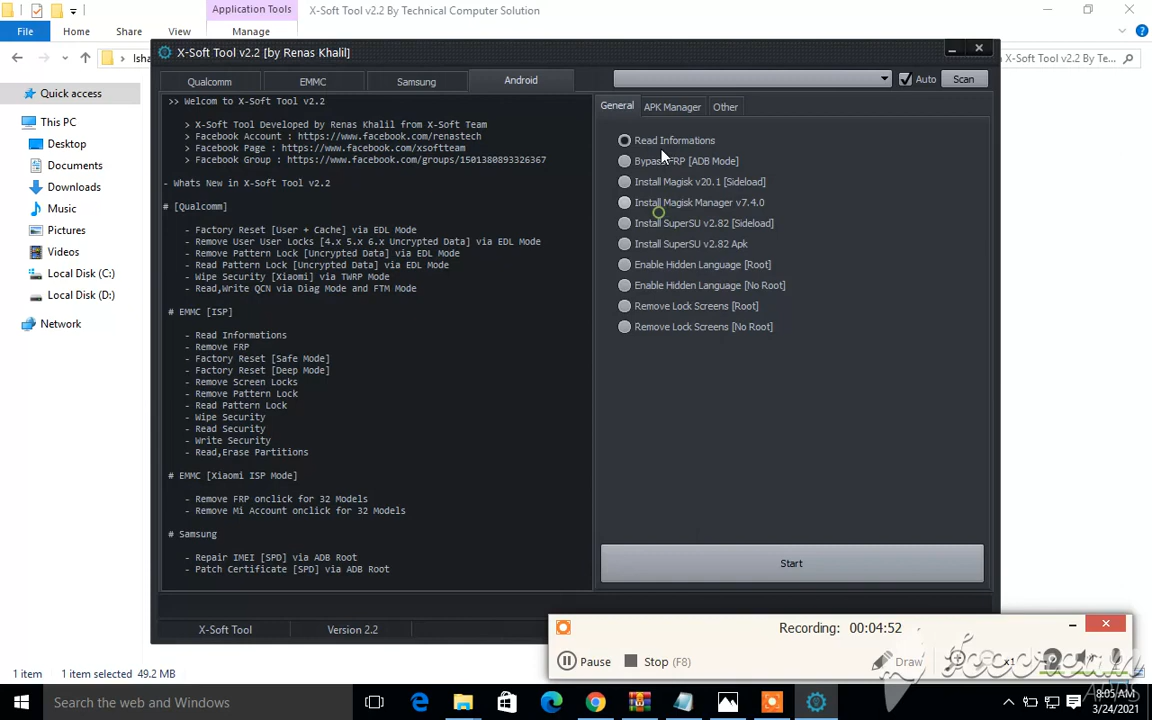 Application Tools
X-Soft Tool v2.2 By Technical Computer Solution
File
Home
Share
View
Manage
Isha
X-Soft Tool v2.2 By Te...
Quick access
This PC
Desktop
Documents
Downloads
Music
Pictures
Videos
Local Disk (C:)
Local Disk (D:)
Network
X-Soft Tool v2.2 [by Renas Khalil]
Qualcomm
EMMC
Samsung
Android
Auto
Scan
>> Welcom to X-Soft Tool v2.2
> X-Soft Tool Developed by Renas Khalil from X-Soft Team
> Facebook Account : https://www.facebook.com/renastech
> Facebook Page : https://www.facebook.com/xsoftteam
> Facebook Group : https://www.facebook.com/groups/1501380893326367
- Whats New in X-Soft Tool v2.2
# [Qualcomm]
- Factory Reset [User + Cache] via EDL Mode
- Remove User User Locks [4.x 5.x 6.x Uncrypted Data] via EDL Mode
- Remove Pattern Lock [Uncrypted Data] via EDL Mode
- Read Pattern Lock [Uncrypted Data] via EDL Mode
- Wipe Security [Xiaomi] via TWRP Mode
- Read,Write QCN via Diag Mode and FTM Mode
# EMMC [ISP]
- Read Informations
- Remove FRP
- Factory Reset [Safe Mode]
- Factory Reset [Deep Mode]
- Remove Screen Locks
- Remove Pattern Lock
- Read Pattern Lock
- Wipe Security
- Read Security
- Write Security
- Read,Erase Partitions
# EMMC [Xiaomi ISP Mode]
- Remove FRP onclick for 32 Models
- Remove Mi Account onclick for 32 Models
# Samsung
- Repair IMEI [SPD] via ADB Root
- Patch Certificate [SPD] via ADB Root
General
APK Manager
Other
Read Informations
Bypass FRP [ADB Mode]
Install Magisk v20.1 [Sideload]
Install Magisk Manager v7.4.0
Install SuperSU v2.82 [Sideload]
Install SuperSU v2.82 Apk
Enable Hidden Language [Root]
Enable Hidden Language [No Root]
Remove Lock Screens [Root]
Remove Lock Screens [No Root]
Start
X-Soft Tool
Version 2.2
Recording: 00:04:52
Pause
Stop (F8)
Draw
x1
1 item
1 item selected 49.2 MB
Search the web and Windows
8:05 AM
3/24/2021